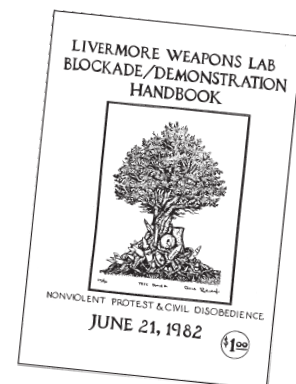 LIVERMORE WEAPONS LAB
BLOCKADE/DEMONSTRATION
HANDBOOK
NONVIOLENT PROTEST & CIVIL DISOBEDIENCE
JUNE 21, 1982
$1.00